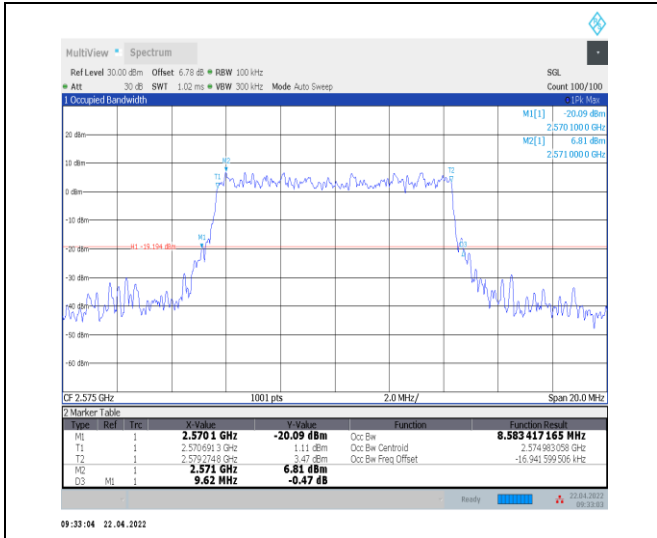 MultiView Spectrum
Ref Level 30.00 dBm Offset 6.78 dB RBW 100 kHz SGL
Att 30 dB SWT 1.02 ms VBW 300 kHz Mode Auto Sweep Count 100/100
1 Occupied Bandwidth 1Pk Max
M1[1] -20.09 dBm
2.570 100 0 GHz
M2[1] 6.81 dBm
2.571 000 0 GHz
20 dBm
10 dBm
M2
T1
T2
0 dBm
-10 dBm
M1
H1 -19.194 dBm
D3
-20 dBm
-30 dBm
-40 dBm
-50 dBm
-60 dBm
CF 2.575 GHz 1001 pts 2.0 MHz/ Span 20.0 MHz
2 Marker Table
Type Ref Trc X-Value Y-Value Function Function Result
M1 1 2.570 1 GHz -20.09 dBm Occ Bw 8.583 417 165 MHz
T1 1 2.570 691 3 GHz 1.11 dBm Occ Bw Centroid 2.574 983 058 GHz
T2 1 2.579 274 8 GHz 3.47 dBm Occ Bw Freq Offset -16.941 599 506 kHz
M2 1 2.571 GHz 6.81 dBm
D3 M1 1 9.62 MHz -0.47 dB
Ready 22.04.2022
09:33:03
09:33:04 22.04.2022